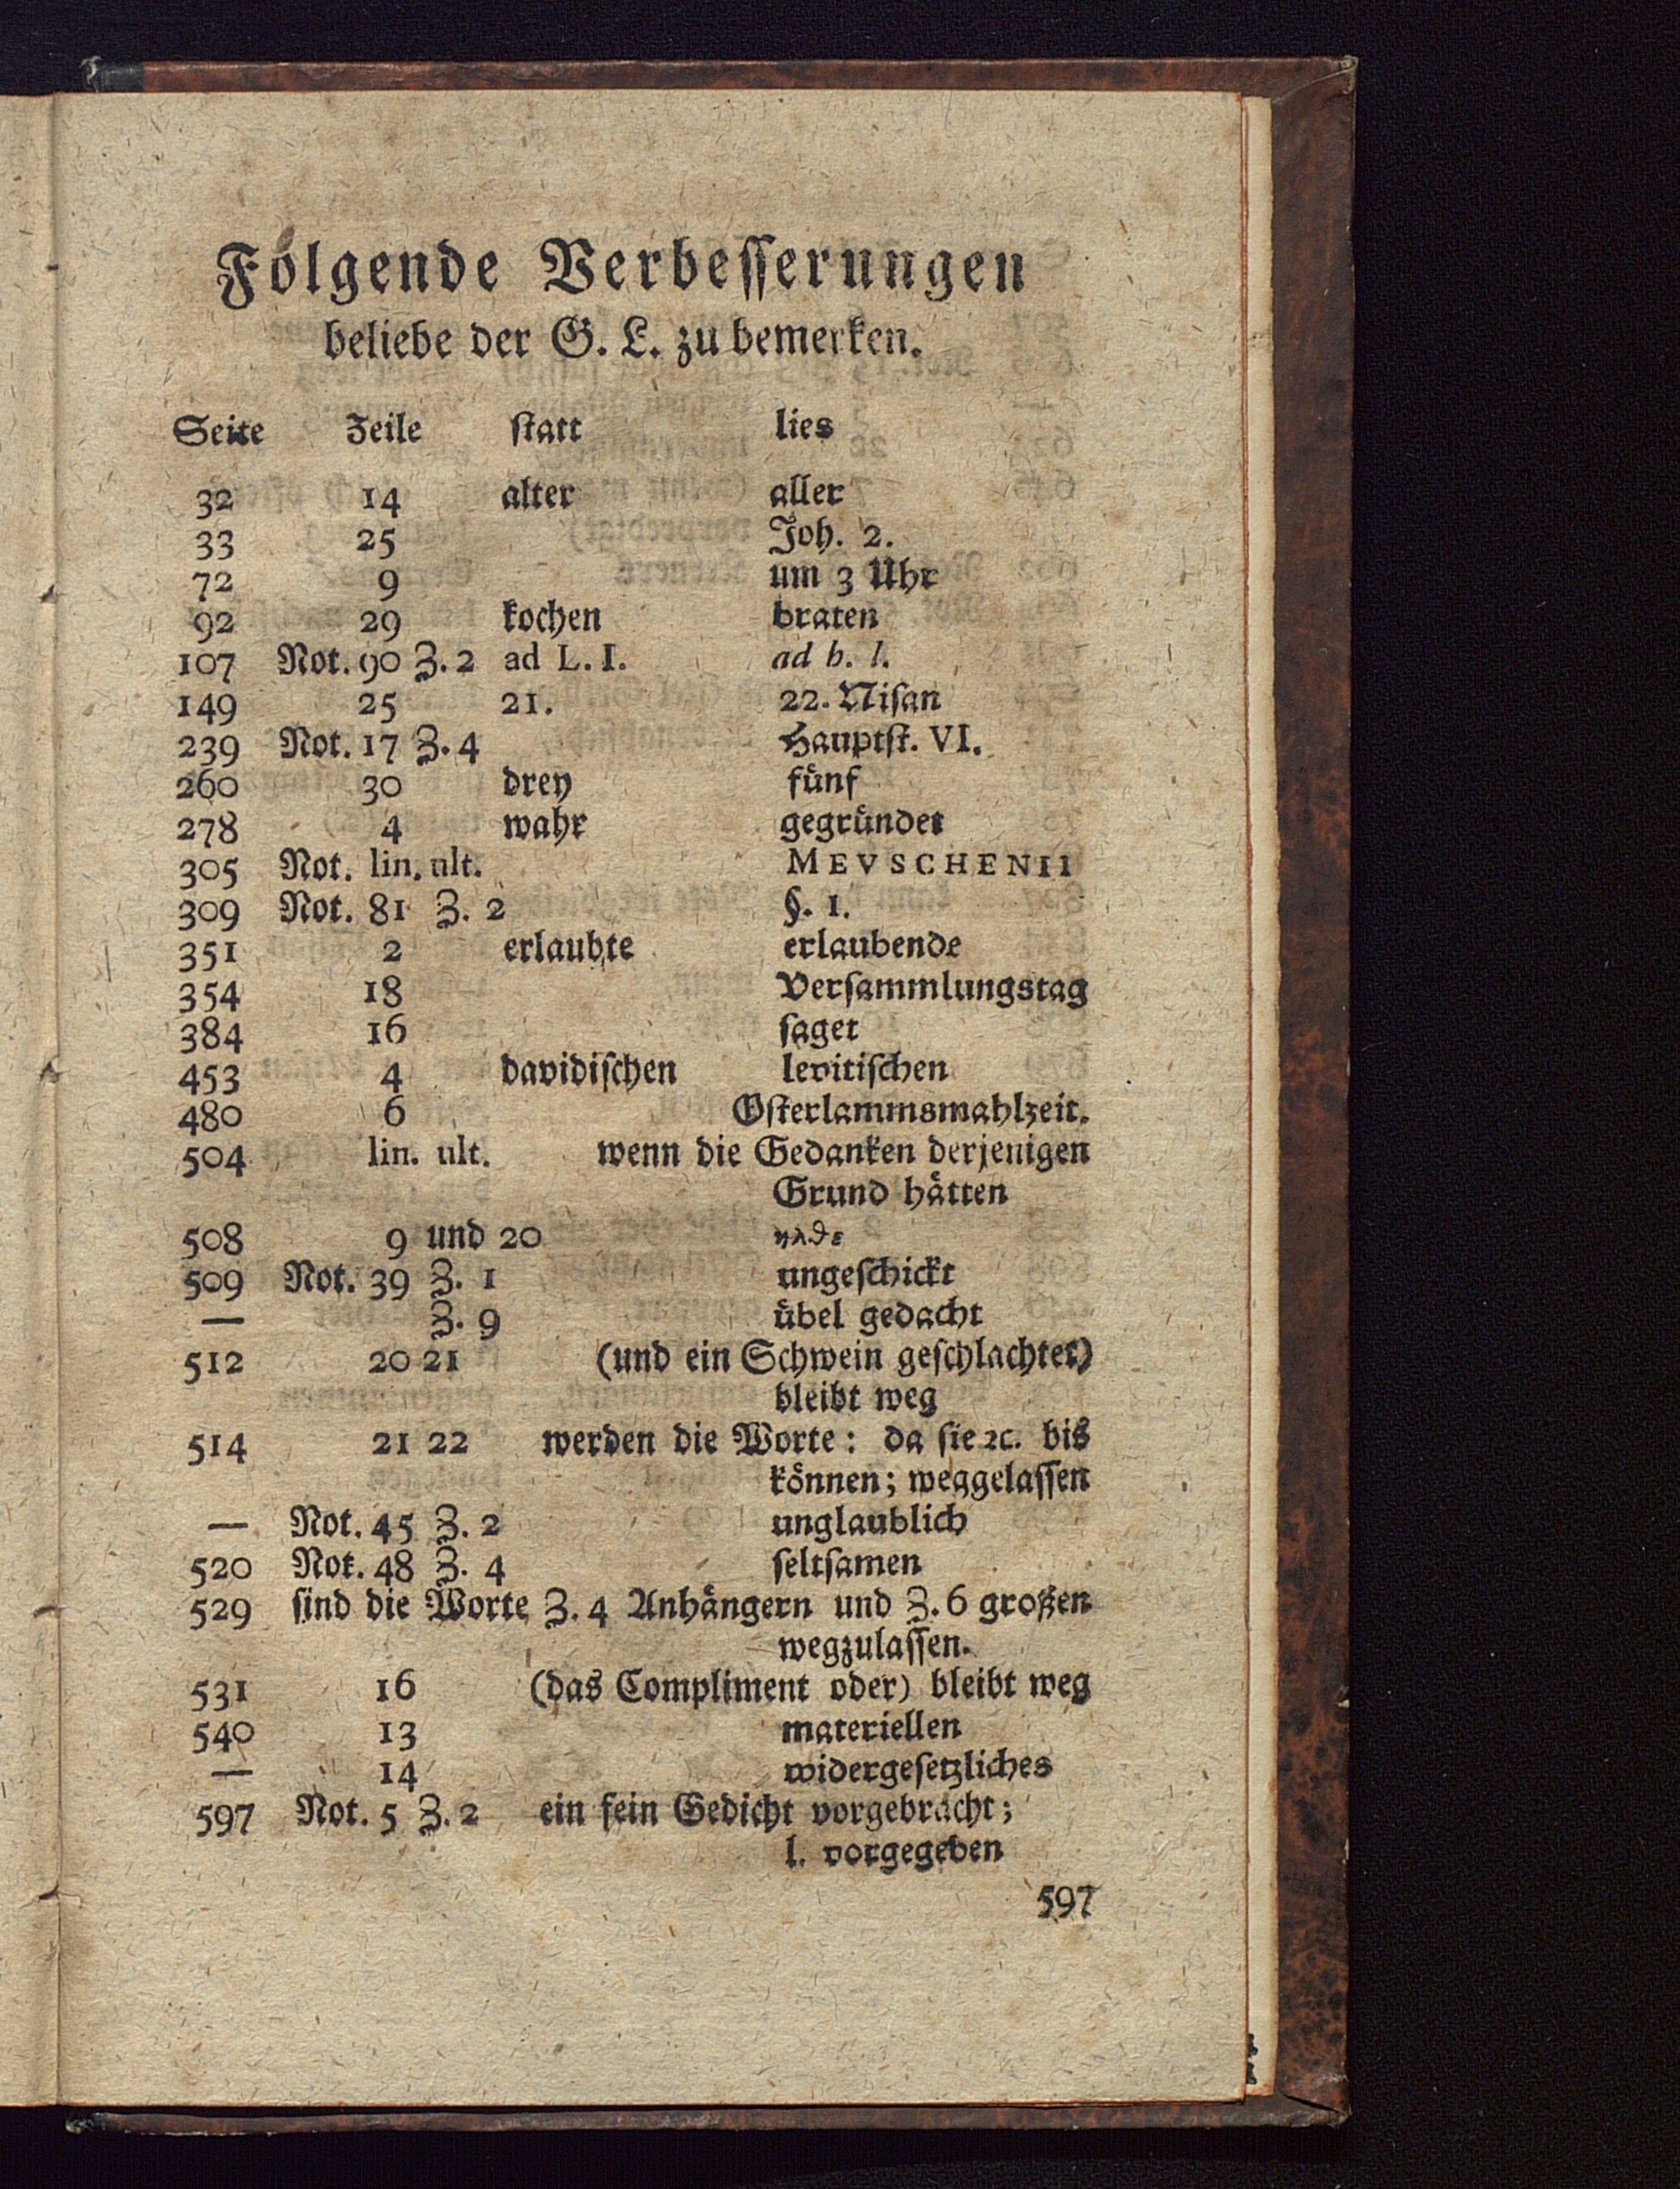 Folgende Verbesserungen
beliebe der G. L. zu bemerken.
Seite Zeile statt lies
32 14 alter aller
33 25 Joh. 2.
72 9 um 3 Uhr
92 29 kochen braten
107 Not. 90 Z. 2 ad L. I. ad h. l.
149 25 21. 22. Nisan
239 Not. 17 Z. 4 Hauptst. VI.
260 30 drey fünf
278 4 wahr gegründet
305 Not. lin. ult. MEVSCHENII
309 Not. 81 Z. 2 §. 1.
351 2 erlaubte erlaubende
354 18 Versammlungstag
384 16 saget
453 4 davidischen levitischen
480 6 Osterlammsmahlzeit.
504 lin. ult. wenn die Gedanken derjenigen
Grund hätten
508 9 und 20 ηλθε
509 Not. 39 Z. 1 ungeschickt
— Z. 9 übel gedacht
512 20 21 (und ein Schwein geschlachtet)
bleibt weg
514 21 22 werden die Worte: da sie ꝛc. bis
können; weggelassen
— Not. 45 Z. 2 unglaublich
520 Not. 48 Z. 4 seltsamen
529 sind die Worte Z. 4 Anhängern und Z. 6 großen
wegzulassen.
531 16 (das Compliment oder) bleibt weg
540 13 materiellen
— 14 widergesetzliches
597 Not. 5 Z. 2 ein fein Gedicht vorgebracht;
l. vorgegeben
597